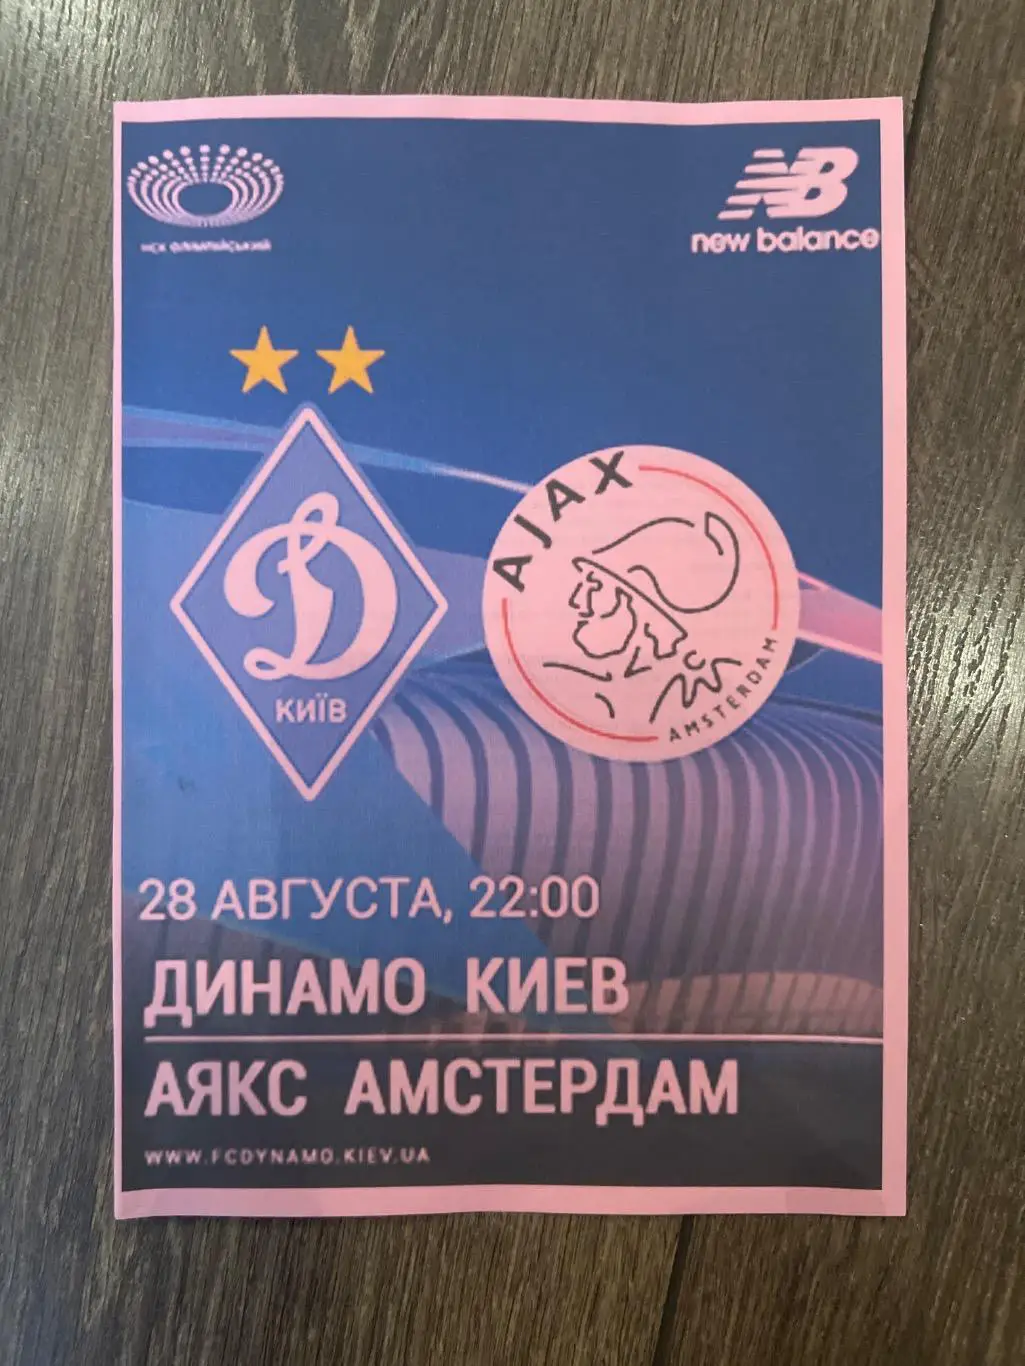 НСК ОЛІМПІЙСЬКИЙ
NB
new balance
AJAX
AMSTERDAM
Д
КИЇВ
28 АВГУСТА, 22:00
ДИНАМО КИЕВ
АЯКС АМСТЕРДАМ
WWW.FCDYNAMO.KIEV.UA